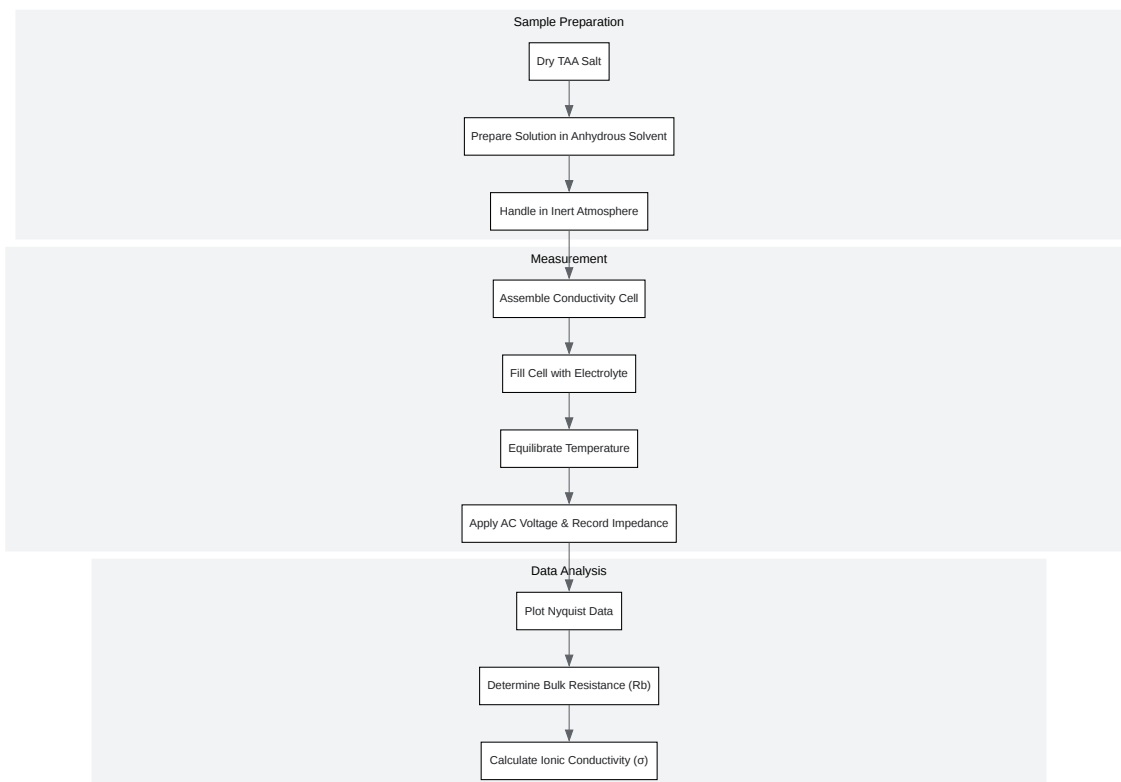 Sample Preparation
Dry TAA Salt
Prepare Solution in Anhydrous Solvent
Handle in Inert Atmosphere
Measurement
Assemble Conductivity Cell
Fill Cell with Electrolyte
Equilibrate Temperature
Apply AC Voltage & Record Impedance
Data Analysis
Plot Nyquist Data
Determine Bulk Resistance (Rb)
Calculate Ionic Conductivity (σ)